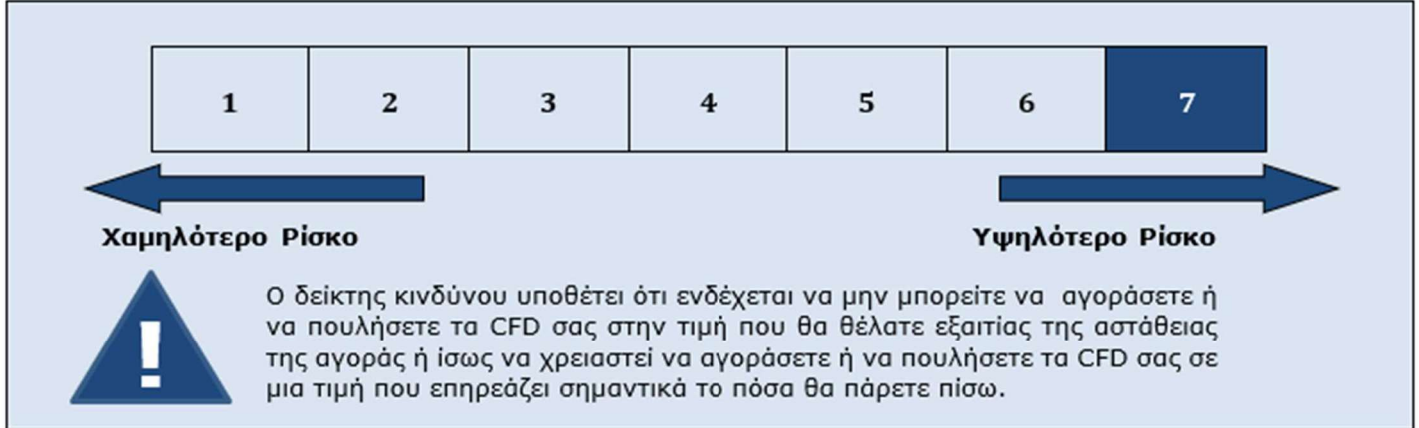 1 2 3 4 5 6 7
Χαμηλότερο Ρίσκο Υψηλότερο Ρίσκο
! Ο δείκτης κινδύνου υποθέτει ότι ενδέχεται να μην μπορείτε να αγοράσετε ή
να πουλήσετε τα CFD σας στην τιμή που θα θέλατε εξαιτίας της αστάθειας
της αγοράς ή ίσως να χρειαστεί να αγοράσετε ή να πουλήσετε τα CFD σας σε
μια τιμή που επηρεάζει σημαντικά το πόσα θα πάρετε πίσω.